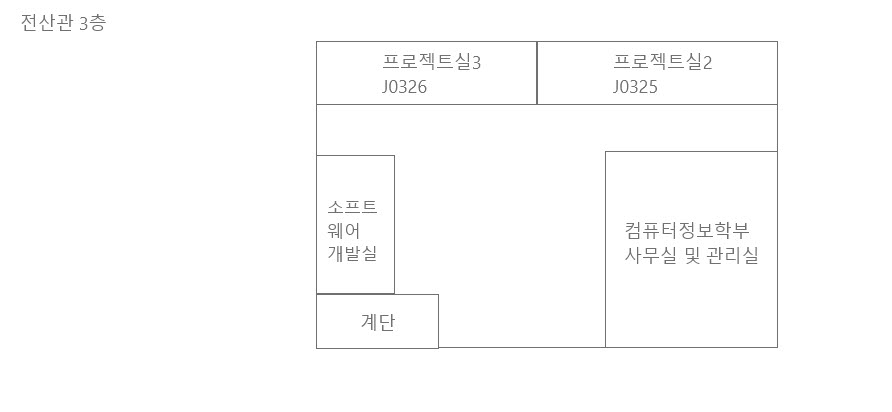 전산관 3층
프로젝트실3
J0326
프로젝트실2
J0325
소프트
웨어
개발실
컴퓨터정보학부
사무실 및 관리실
계단